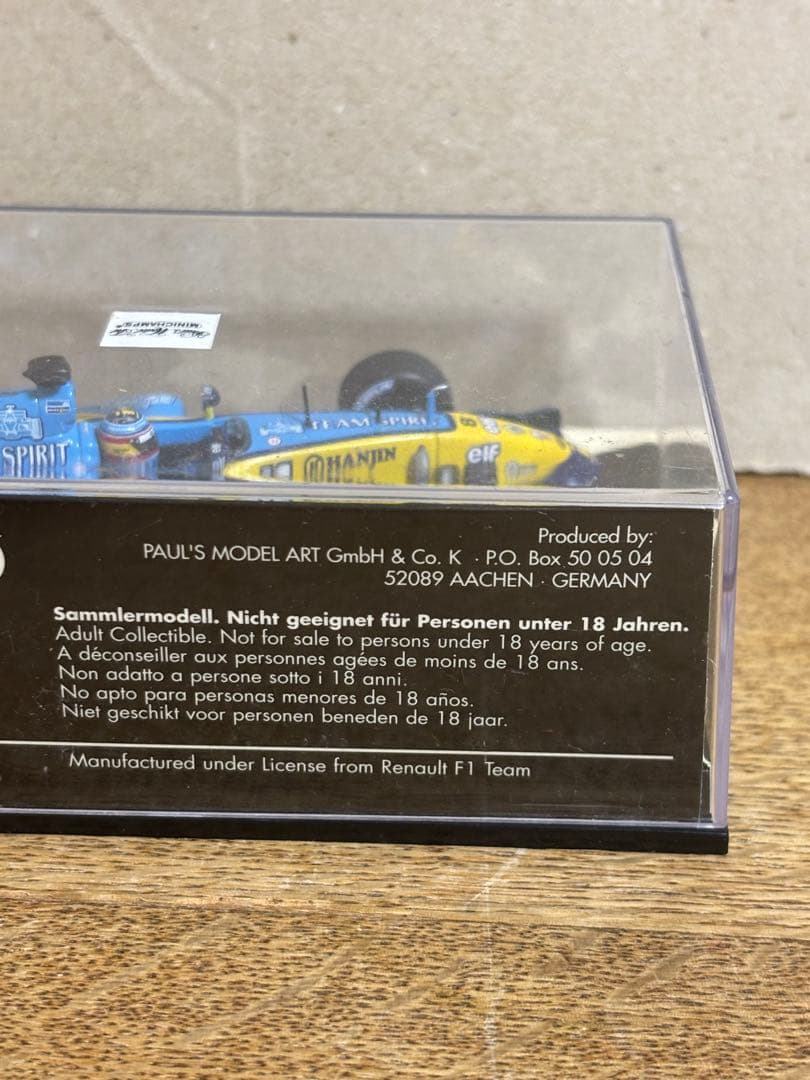 MINICHAMPS
SPIRIT
TEAM SPIRIT
HANJIN
elf
8
Produced by:
PAUL'S MODEL ART GmbH & Co. K · P.O. Box 50 05 04
52089 AACHEN · GERMANY
Sammlermodell. Nicht geeignet für Personen unter 18 Jahren.
Adult Collectible. Not for sale to persons under 18 years of age.
A déconseiller aux personnes agées de moins de 18 ans.
Non adatto a persone sotto i 18 anni.
No apto para personas menores de 18 años.
Niet geschikt voor personen beneden de 18 jaar.
Manufactured under License from Renault F1 Team